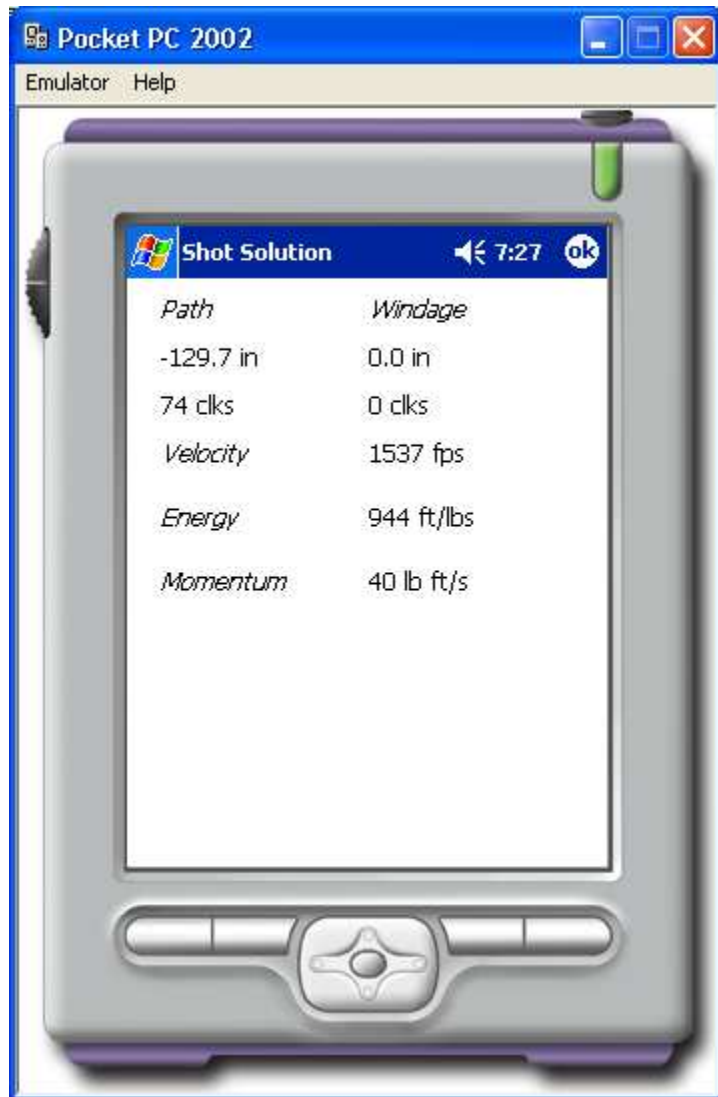 Pocket PC 2002
Emulator Help
Shot Solution 7:27 ok
Path Windage
-129.7 in 0.0 in
74 clks 0 clks
Velocity 1537 fps
Energy 944 ft/lbs
Momentum 40 lb ft/s